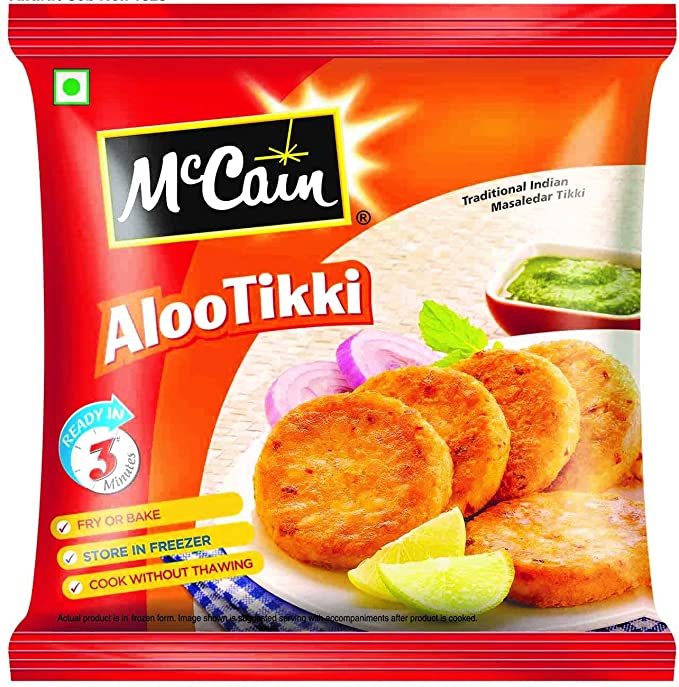 McCain
®
Traditional Indian
Masaledar Tikki
AlooTikki
READY IN
3
Minutes
FRY OR BAKE
STORE IN FREEZER
COOK WITHOUT THAWING
Actual product is in frozen form. Image shown is suggested serving with accompaniments after product is cooked.